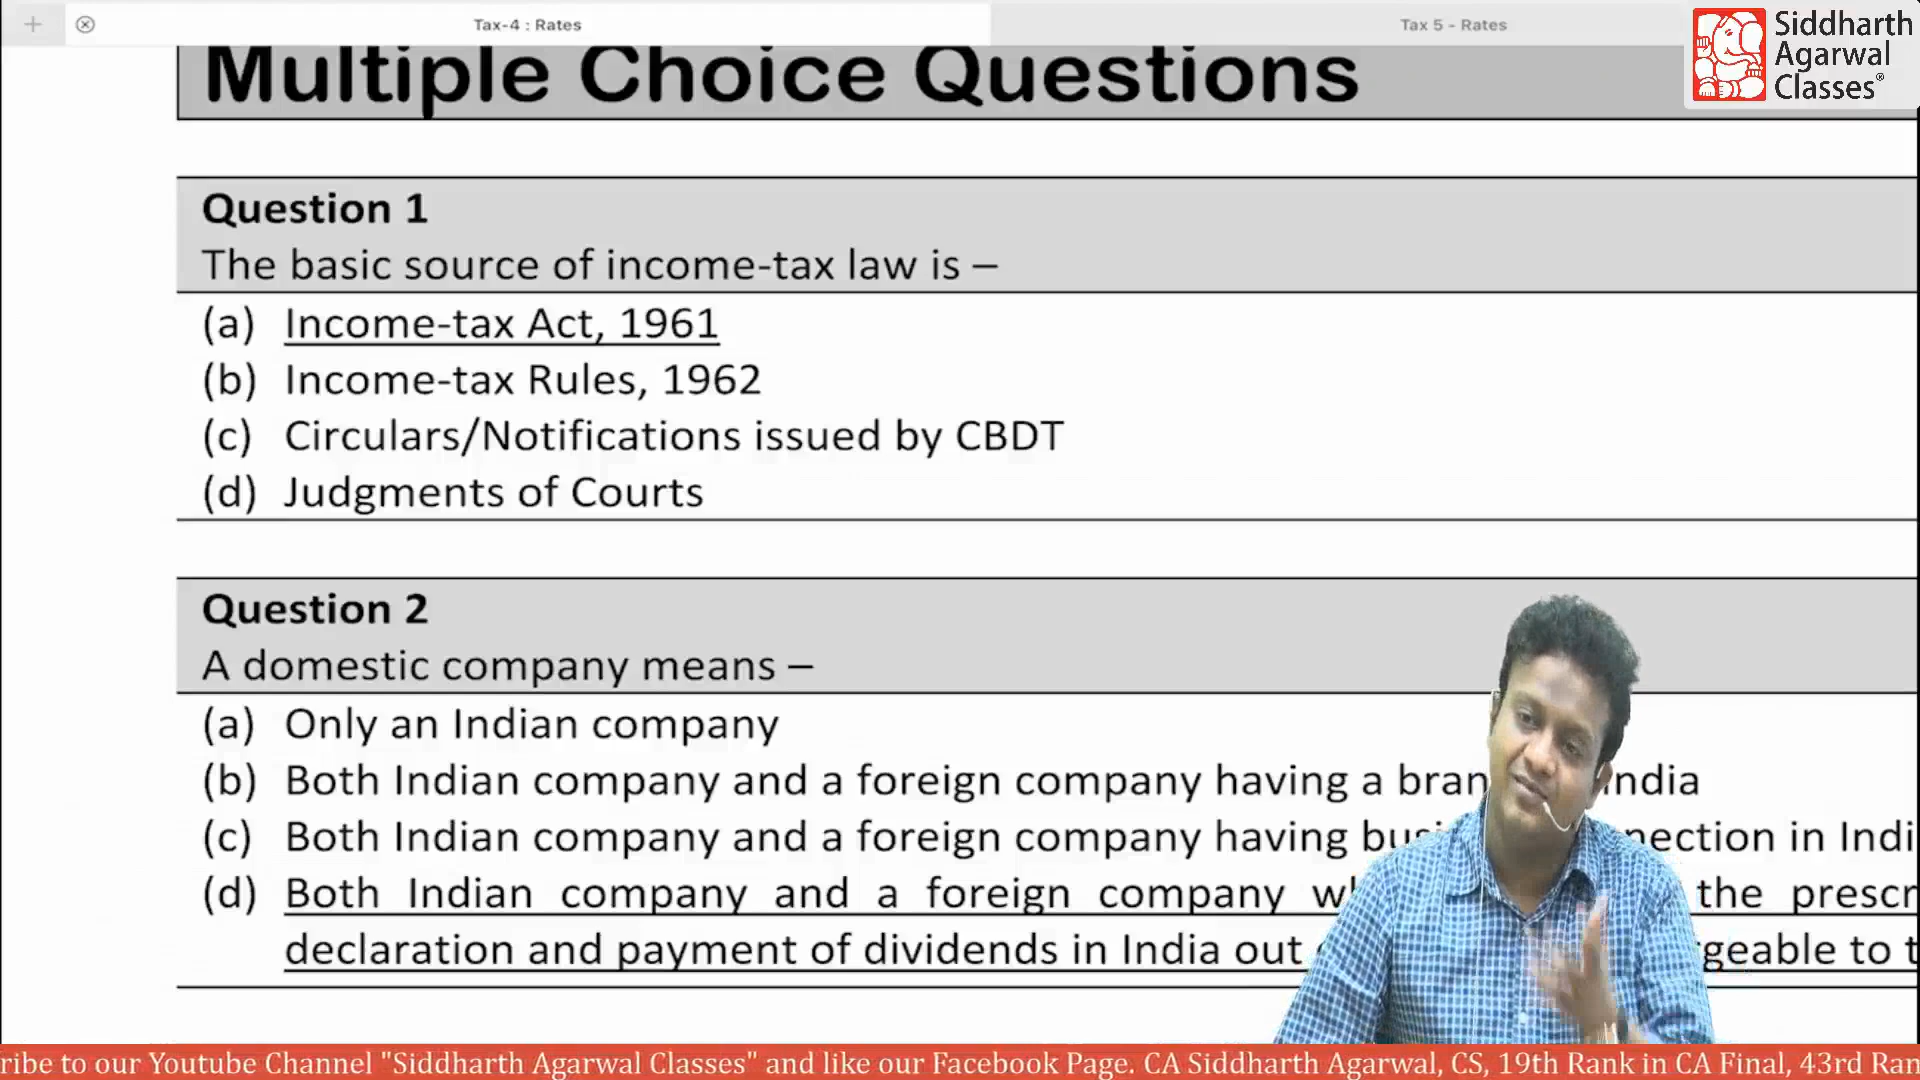 Tax-4 : Rates
Tax 5 - Rates
Siddharth
Agarwal
Classes®
Multiple Choice Questions
Question 1
The basic source of income-tax law is –
(a) Income-tax Act, 1961
(b) Income-tax Rules, 1962
(c) Circulars/Notifications issued by CBDT
(d) Judgments of Courts
Question 2
A domestic company means –
(a) Only an Indian company
(b) Both Indian company and a foreign company having a
(c) Both Indian company and a foreign company having in
(d) Both Indian company and a foreign company the
declaration and payment of dividends in India out to
ribe to our Youtube Channel "Siddharth Agarwal Classes" and like our Facebook Page. CA Siddharth Agarwal, CS, 19th Rank in CA Final, 43rd Ran